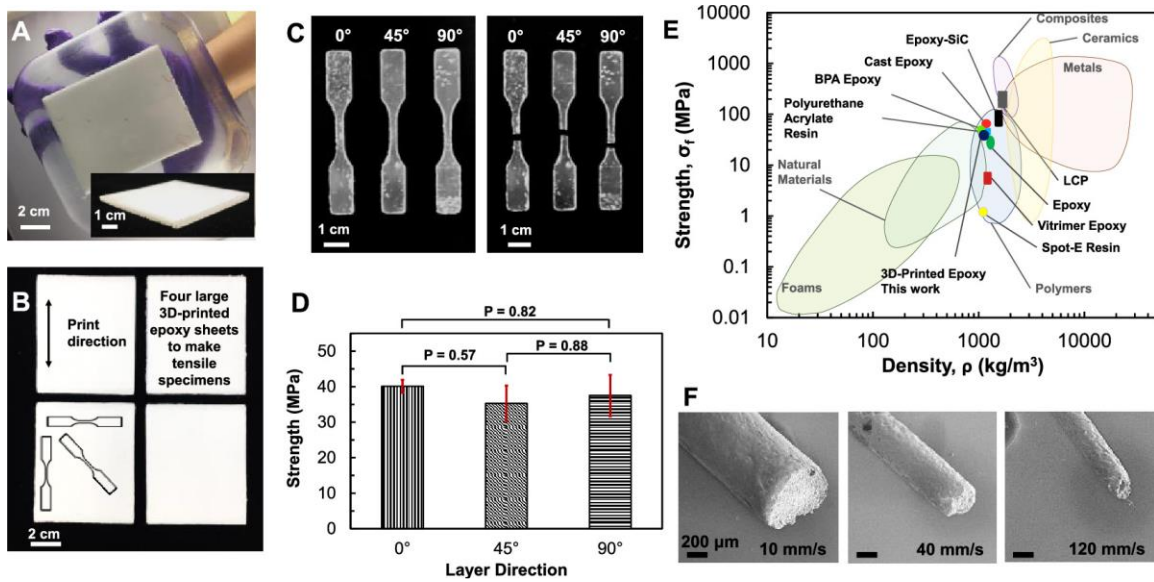 A
2 cm
1 cm
B
Print
direction
Four large
3D-printed
epoxy sheets
to make
tensile
specimens
2 cm
C
0° 45° 90°
0° 45° 90°
1 cm
1 cm
D
P = 0.82
P = 0.57
P = 0.88
Strength (MPa)
50
40
30
20
10
0
0° 45° 90°
Layer Direction
E
Strength, σf (MPa)
10000
1000
100
10
1
0.1
0.01
10 100 1000 10000
Density, ρ (kg/m³)
Composites
Ceramics
Metals
Epoxy-SiC
Cast Epoxy
BPA Epoxy
Polyurethane
Acrylate
Resin
Natural
Materials
LCP
Epoxy
Vitrimer Epoxy
Spot-E Resin
3D-Printed Epoxy
This work
Foams
Polymers
F
200 µm
10 mm/s
40 mm/s
120 mm/s